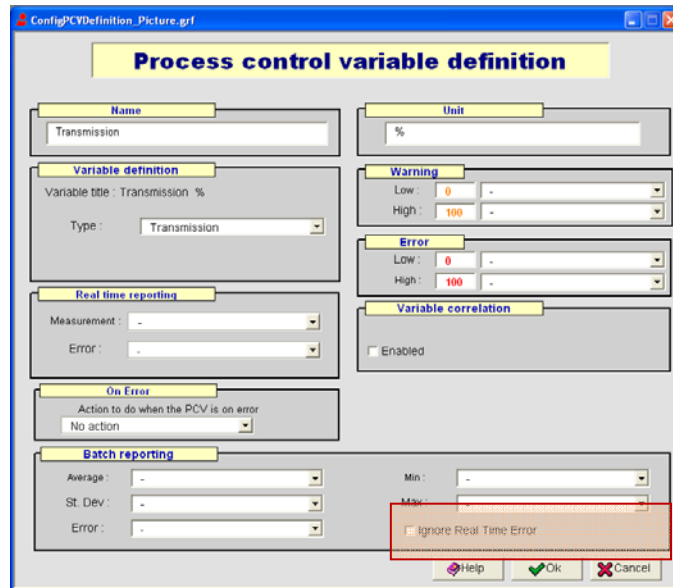 ConfigPCVDefinition_Picture.grf
Process control variable definition
Name
Transmission
Unit
%
Variable definition
Variable title : Transmission %
Type : Transmission
Warning
Low : 0 -
High : 100 -
Error
Low : 0 -
High : 100 -
Real time reporting
Measurement : -
Error : -
Variable correlation
Enabled
On Error
Action to do when the PCV is on error
No action
Batch reporting
Average : - Min : -
St. Dev : - Max : -
Error : - Ignore Real Time Error
Help Ok Cancel